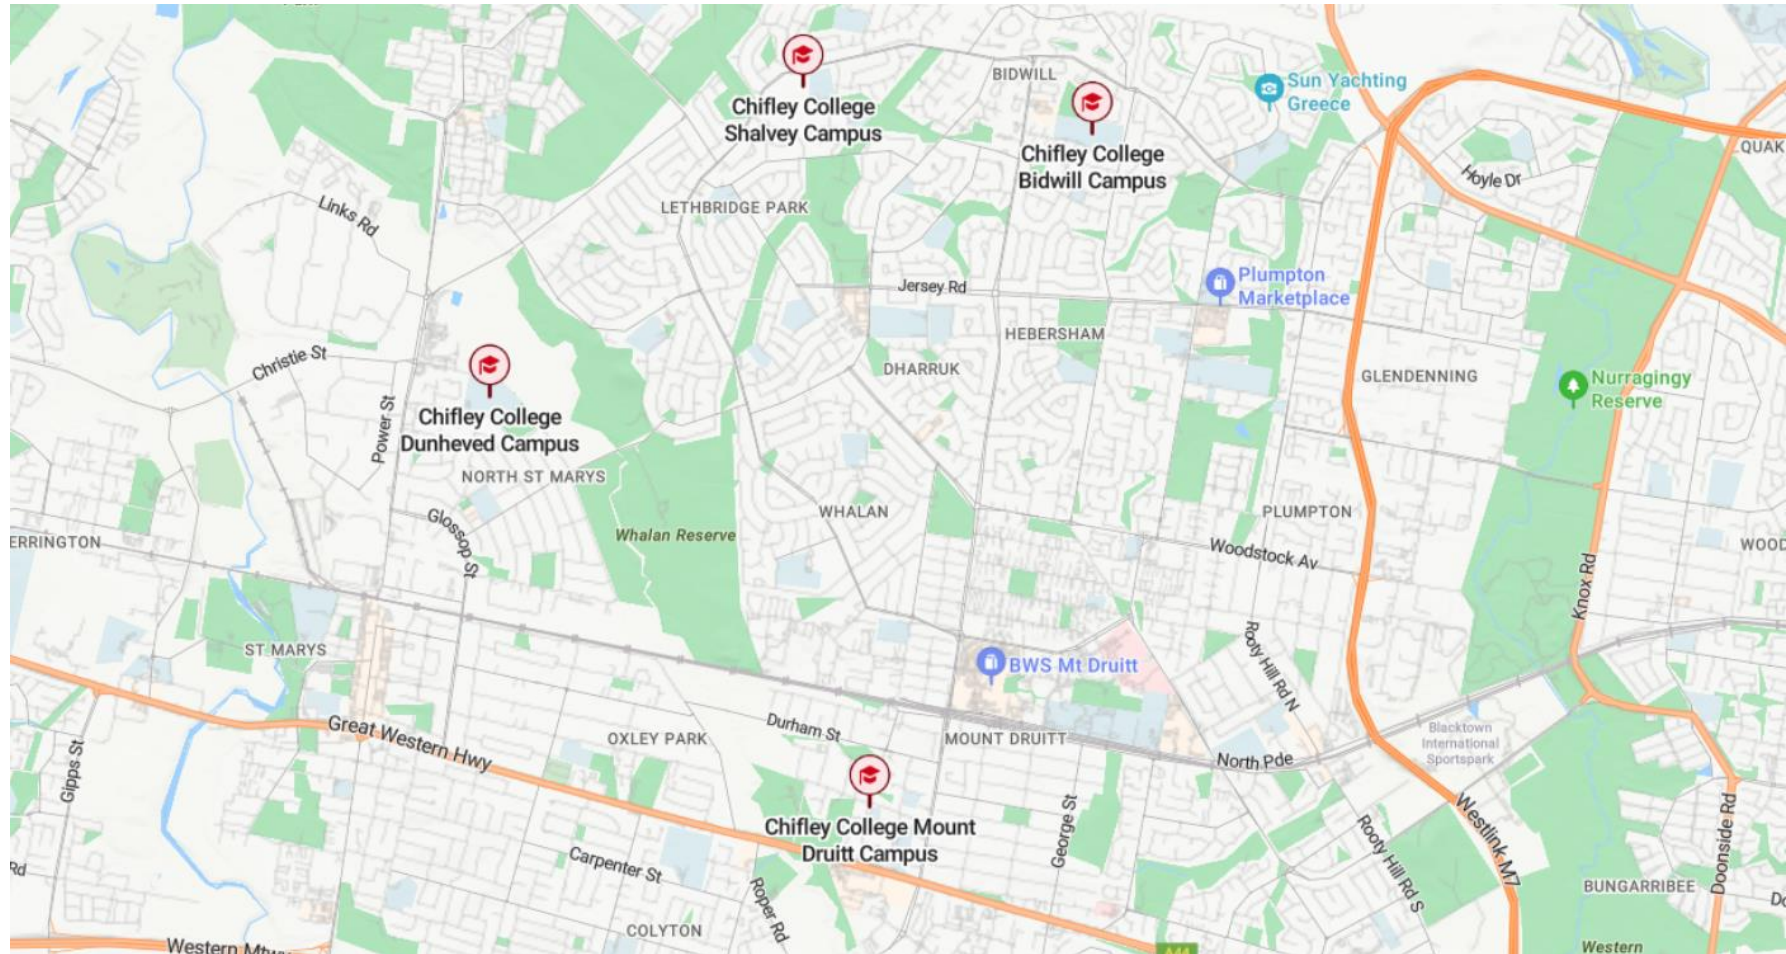 Chifley College
Shalvey Campus
BIDWILL
Chifley College
Bidwill Campus
Sun Yachting
Greece
QUAK
Hoyle Dr
Links Rd
LETHBRIDGE PARK
Jersey Rd
Plumpton
Marketplace
HEBERSHAM
Christie St
DHARRUK
GLENDENNING
Nurragingy
Reserve
Power St
Chifley College
Dunheved Campus
NORTH ST MARYS
Glossop St
Whalan Reserve
WHALAN
PLUMPTON
ERRINGTON
Woodstock Av
WOOD
Knox Rd
ST MARYS
BWS Mt Druitt
Rooty Hill Rd N
Great Western Hwy
OXLEY PARK
Durham St
MOUNT DRUITT
North Pde
Blacktown
International
Sportspark
Gipps St
Chifley College Mount
Druitt Campus
George St
Westlink M7
Rooty Hill Rd S
Doonside Rd
Rd
Carpenter St
Roper Rd
BUNGARRIBEE
COLYTON
Western Mtwy
A44
Western